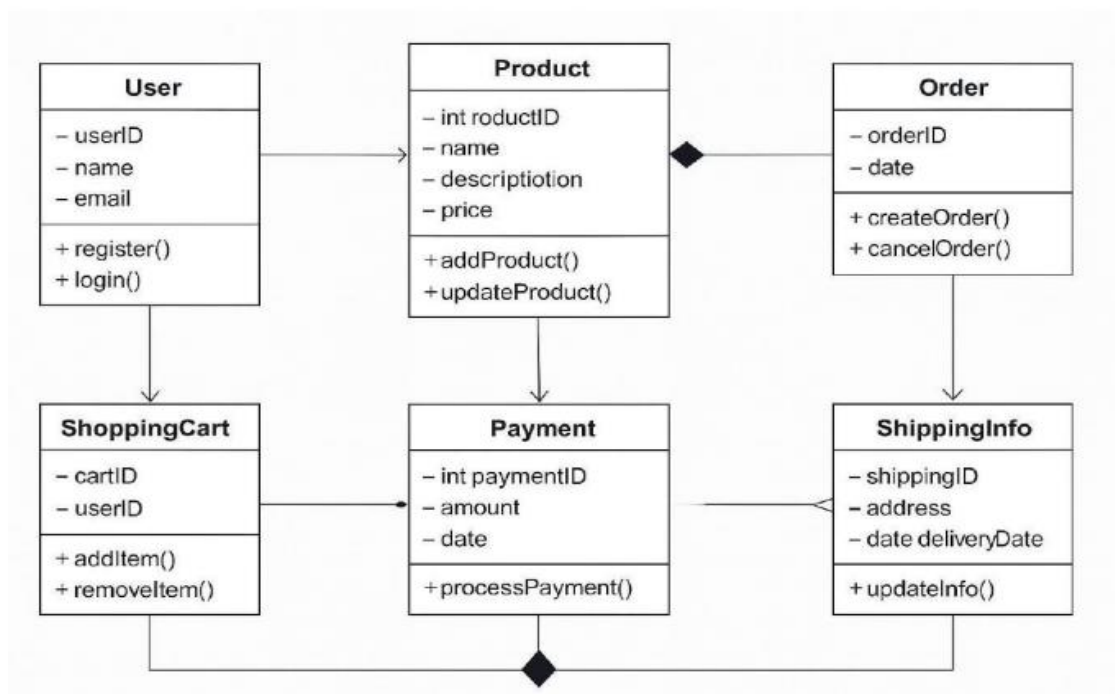 User
– userID
– name
– email
+ register()
+ login()
Product
– int roductID
– name
– descriptiotion
– price
+ addProduct()
+ updateProduct()
Order
– orderID
– date
+ createOrder()
+ cancelOrder()
ShoppingCart
– cartID
– userID
+ addItem()
+ removeItem()
Payment
– int paymentID
– amount
– date
+ processPayment()
ShippingInfo
– shippingID
– address
– date deliveryDate
+ updateInfo()